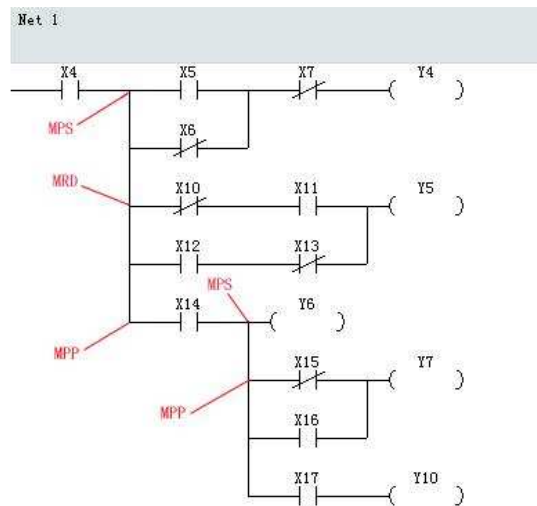 Net 1
X4 X5 X7 Y4
MPS
X6
MRD
X10 X11 Y5
X12 X13
X14 MPS Y6
MPP
X15 Y7
MPP
X16
X17 Y10